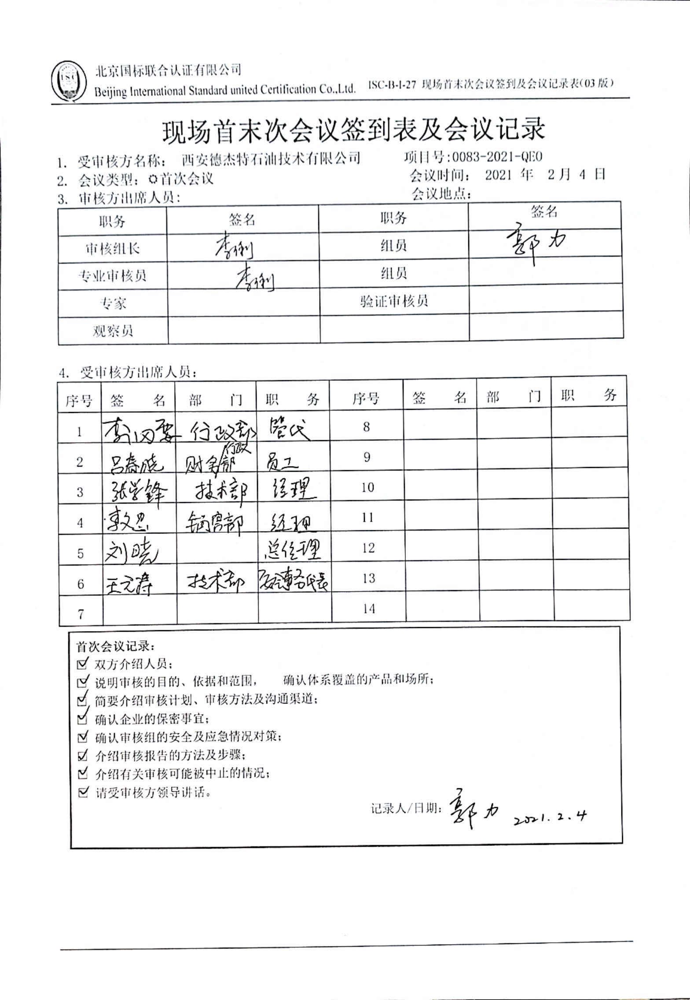 ISC
北京国标联合认证有限公司
Beijing International Standard united Certification Co.,Ltd. ISC-B-I-27 现场首末次会议签到及会议记录表(03版)
现场首末次会议签到表及会议记录
1. 受审核方名称： 西安德杰特石油技术有限公司 项目号:0083-2021-QEO
2. 会议类型： 首次会议 会议时间： 2021 年 2 月 4 日
3. 审核方出席人员： 会议地点：
职务 签名 职务 签名
审核组长 李俐 组员 郭力
专业审核员 李俐 组员
专家 验证审核员
观察员
4. 受审核方出席人员：
序号 签 名 部 门 职 务 序号 签 名 部 门 职 务
1 行政部 管代 8
2 吕春晓 财务部/行政 员工 9
3 张学锋 技术部 经理 10
4 部 经理 11
5 刘晓 总经理 12
6 王元涛 技术部 代表 13
7 14
首次会议记录：
☑ 双方介绍人员；
☑ 说明审核的目的、依据和范围， 确认体系覆盖的产品和场所；
☑ 简要介绍审核计划、审核方法及沟通渠道；
☑ 确认企业的保密事宜；
☑ 确认审核组的安全及应急情况对策；
☑ 介绍审核报告的方法及步骤；
☑ 介绍有关审核可能被中止的情况；
☑ 请受审核方领导讲话。
记录人/日期： 郭力 2021.2.4